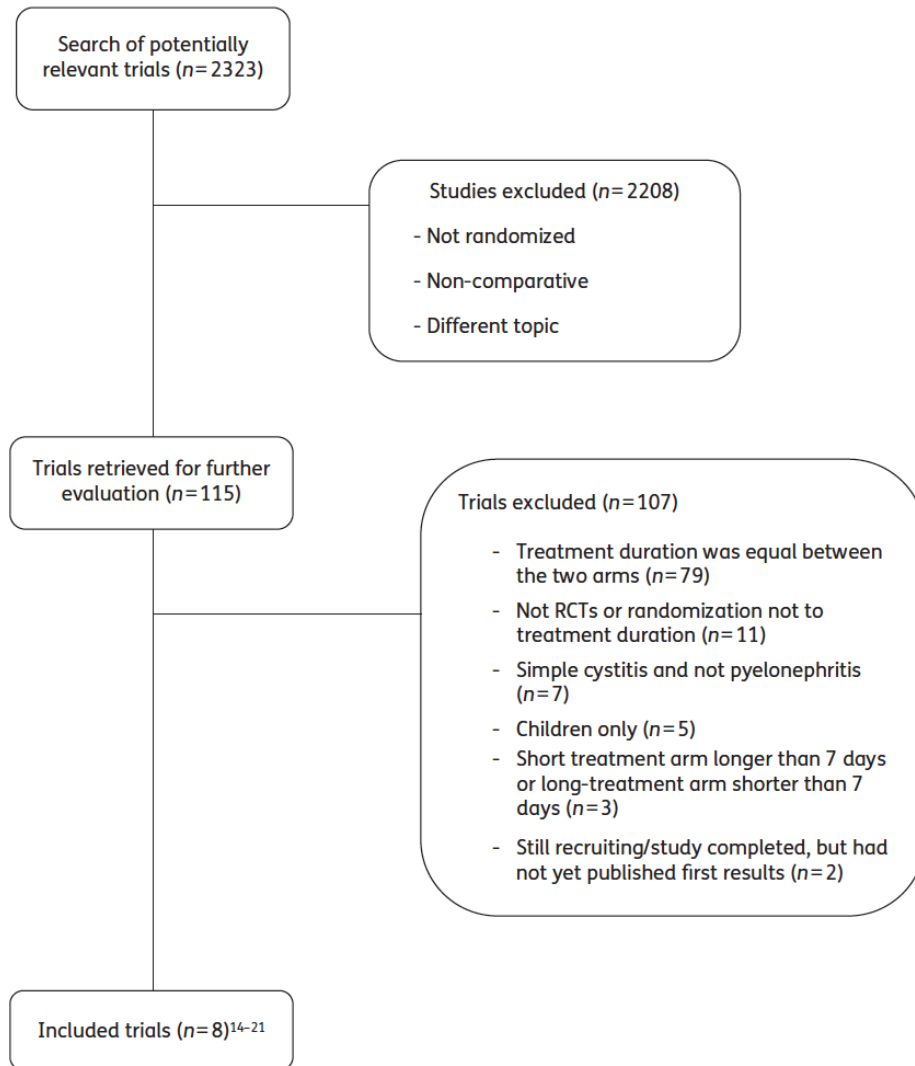 Search of potentially
relevant trials (n=2323)
Studies excluded (n=2208)
- Not randomized
- Non-comparative
- Different topic
Trials retrieved for further
evaluation (n=115)
Trials excluded (n=107)
- Treatment duration was equal between
the two arms (n=79)
- Not RCTs or randomization not to
treatment duration (n=11)
- Simple cystitis and not pyelonephritis
(n=7)
- Children only (n=5)
- Short treatment arm longer than 7 days
or long-treatment arm shorter than 7
days (n=3)
- Still recruiting/study completed, but had
not yet published first results (n=2)
Included trials (n=8)14–21